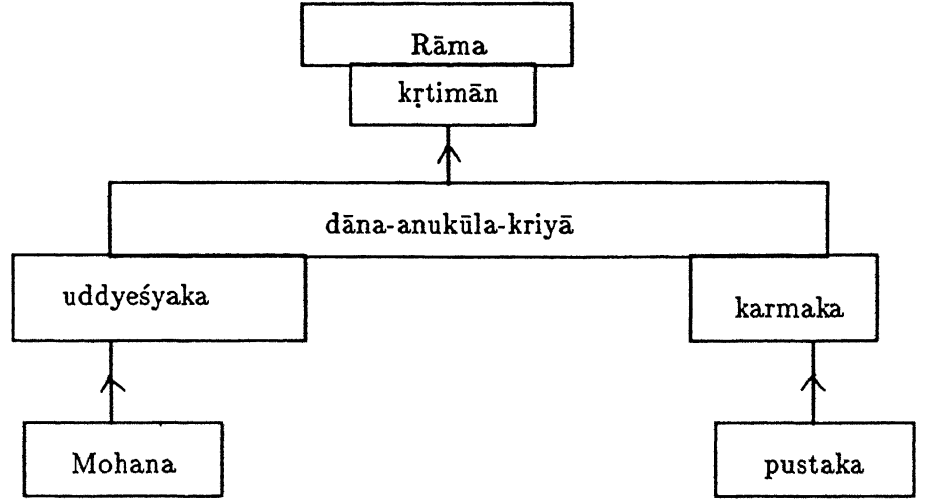 Rāma
kṛtimān
dāna-anukūla-kriyā
uddyeśyaka
karmaka
Mohana
pustaka